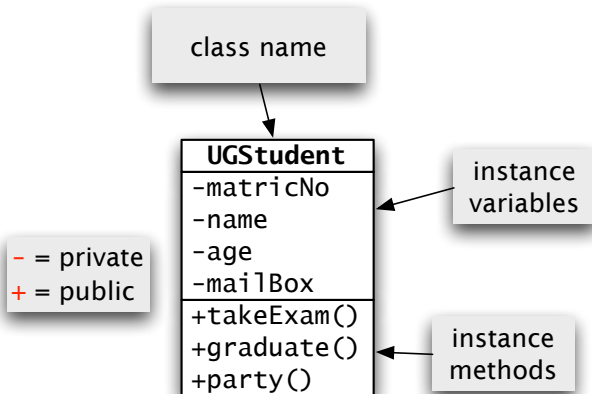 class name
UGStudent
-matricNo
-name
-age
-mailBox
+takeExam()
+graduate()
+party()
instance
variables
- = private
+ = public
instance
methods